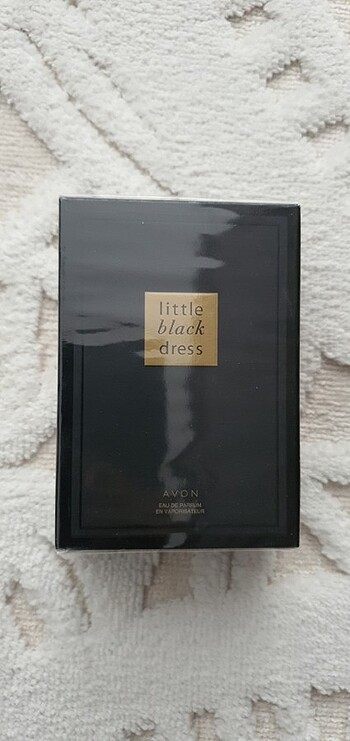 little
black
dress
AVON
EAU DE PARFUM
EN VAPORISATEUR